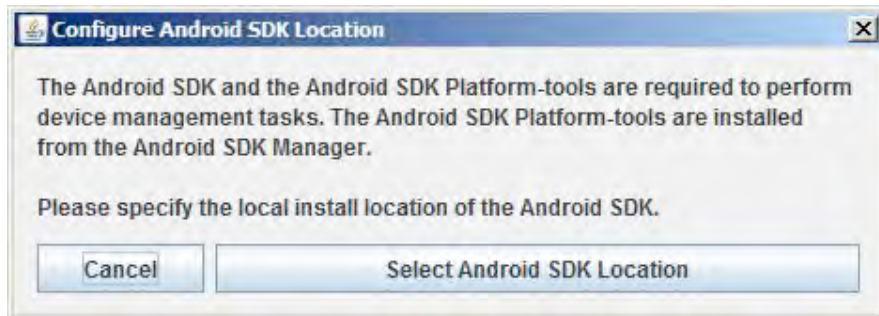 Configure Android SDK Location
The Android SDK and the Android SDK Platform-tools are required to perform
device management tasks. The Android SDK Platform-tools are installed
from the Android SDK Manager.
Please specify the local install location of the Android SDK.
Cancel
Select Android SDK Location